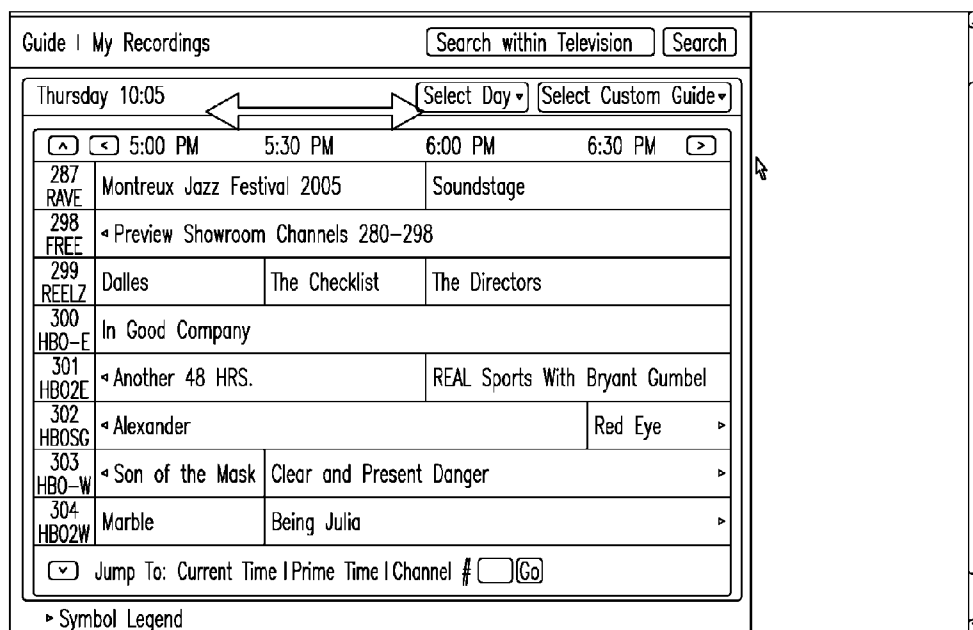 Guide | My Recordings Search within Television Search
Thursday 10:05 Select Day Select Custom Guide
5:00 PM 5:30 PM 6:00 PM 6:30 PM
287 RAVE Montreux Jazz Festival 2005 Soundstage
298 FREE Preview Showroom Channels 280-298
299 REELZ Dalles The Checklist The Directors
300 HBO-E In Good Company
301 HBO2E Another 48 HRS. REAL Sports With Bryant Gumbel
302 HBOSG Alexander Red Eye
303 HBO-W Son of the Mask Clear and Present Danger
304 HBO2W Marble Being Julia
Jump To: Current Time | Prime Time | Channel # Go
Symbol Legend